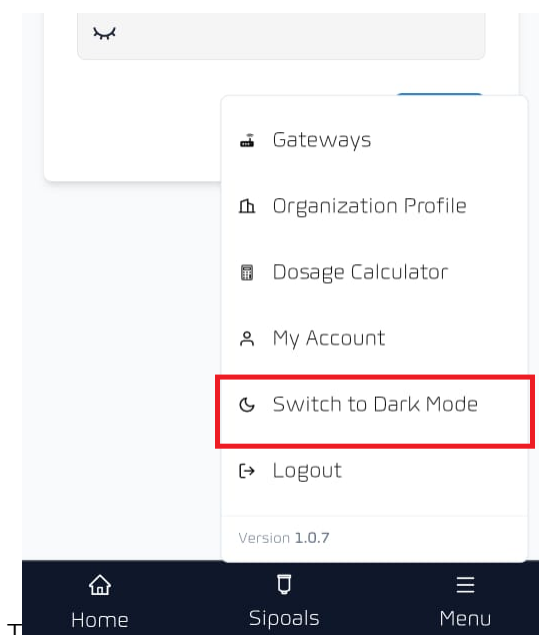 Gateways
Organization Profile
Dosage Calculator
My Account
Switch to Dark Mode
Logout
Version 1.0.7
Home
Sipoals
Menu